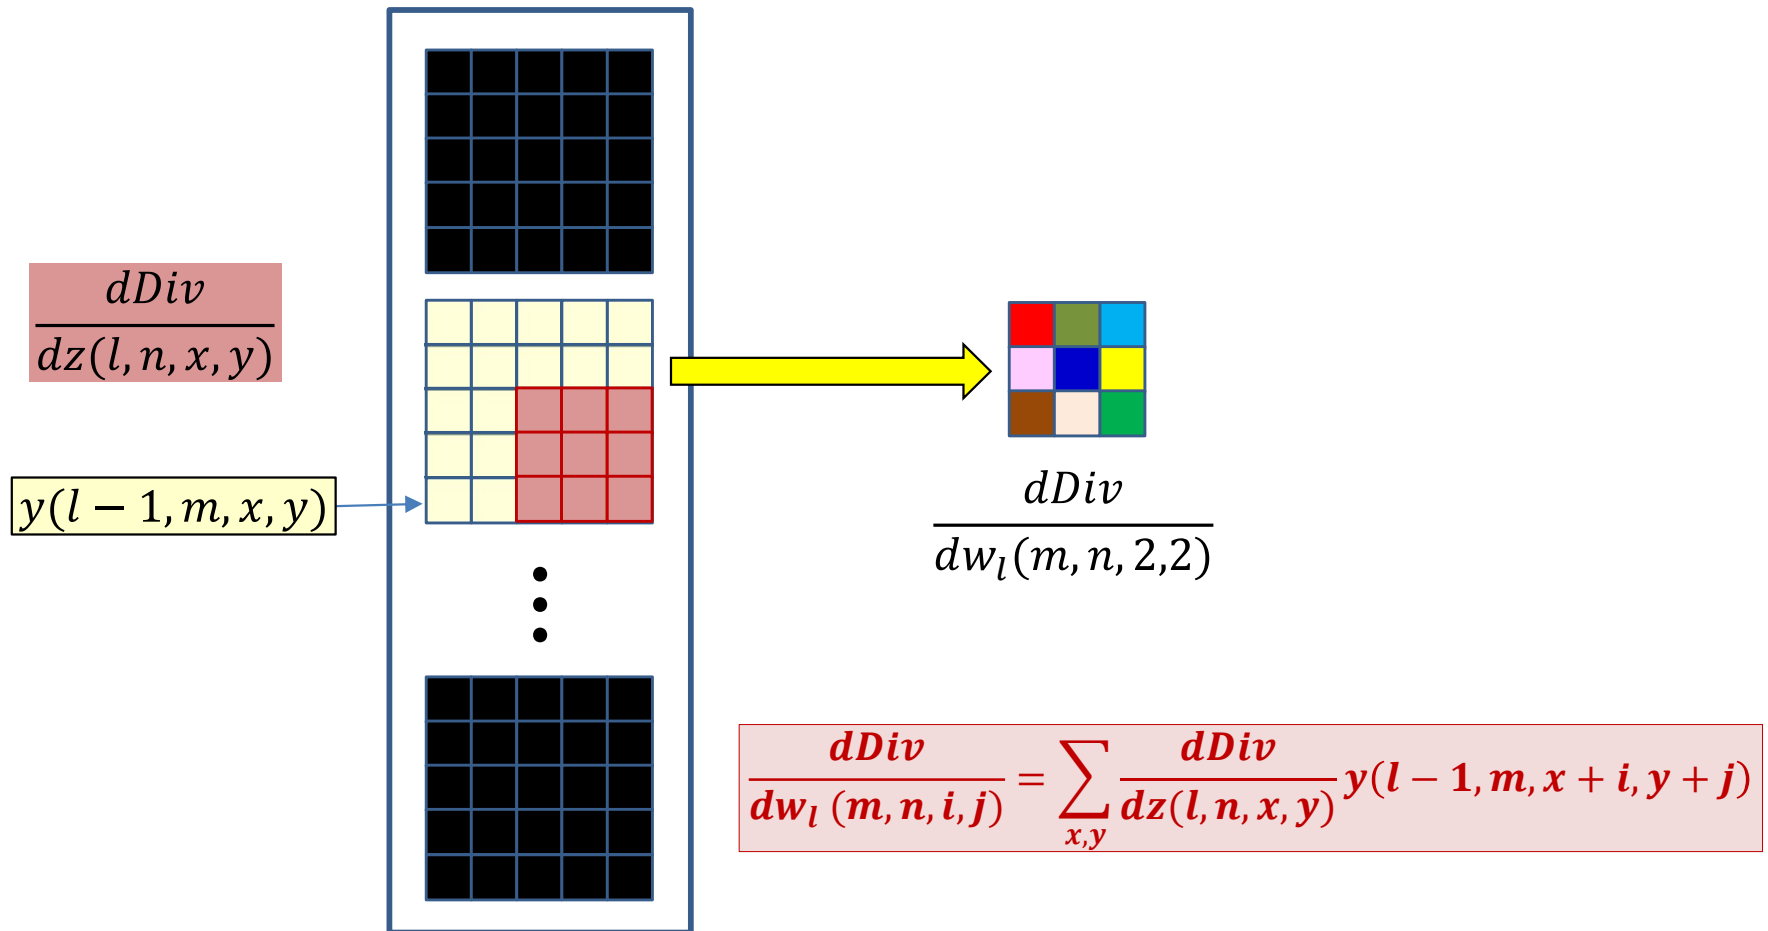 dDiv
dz(l, n, x, y)
y(l − 1, m, x, y)
dDiv
dw_l(m, n, 2,2)
dDiv / dw_l (m, n, i, j) = ∑_{x,y} dDiv / dz(l, n, x, y) y(l − 1, m, x + i, y + j)